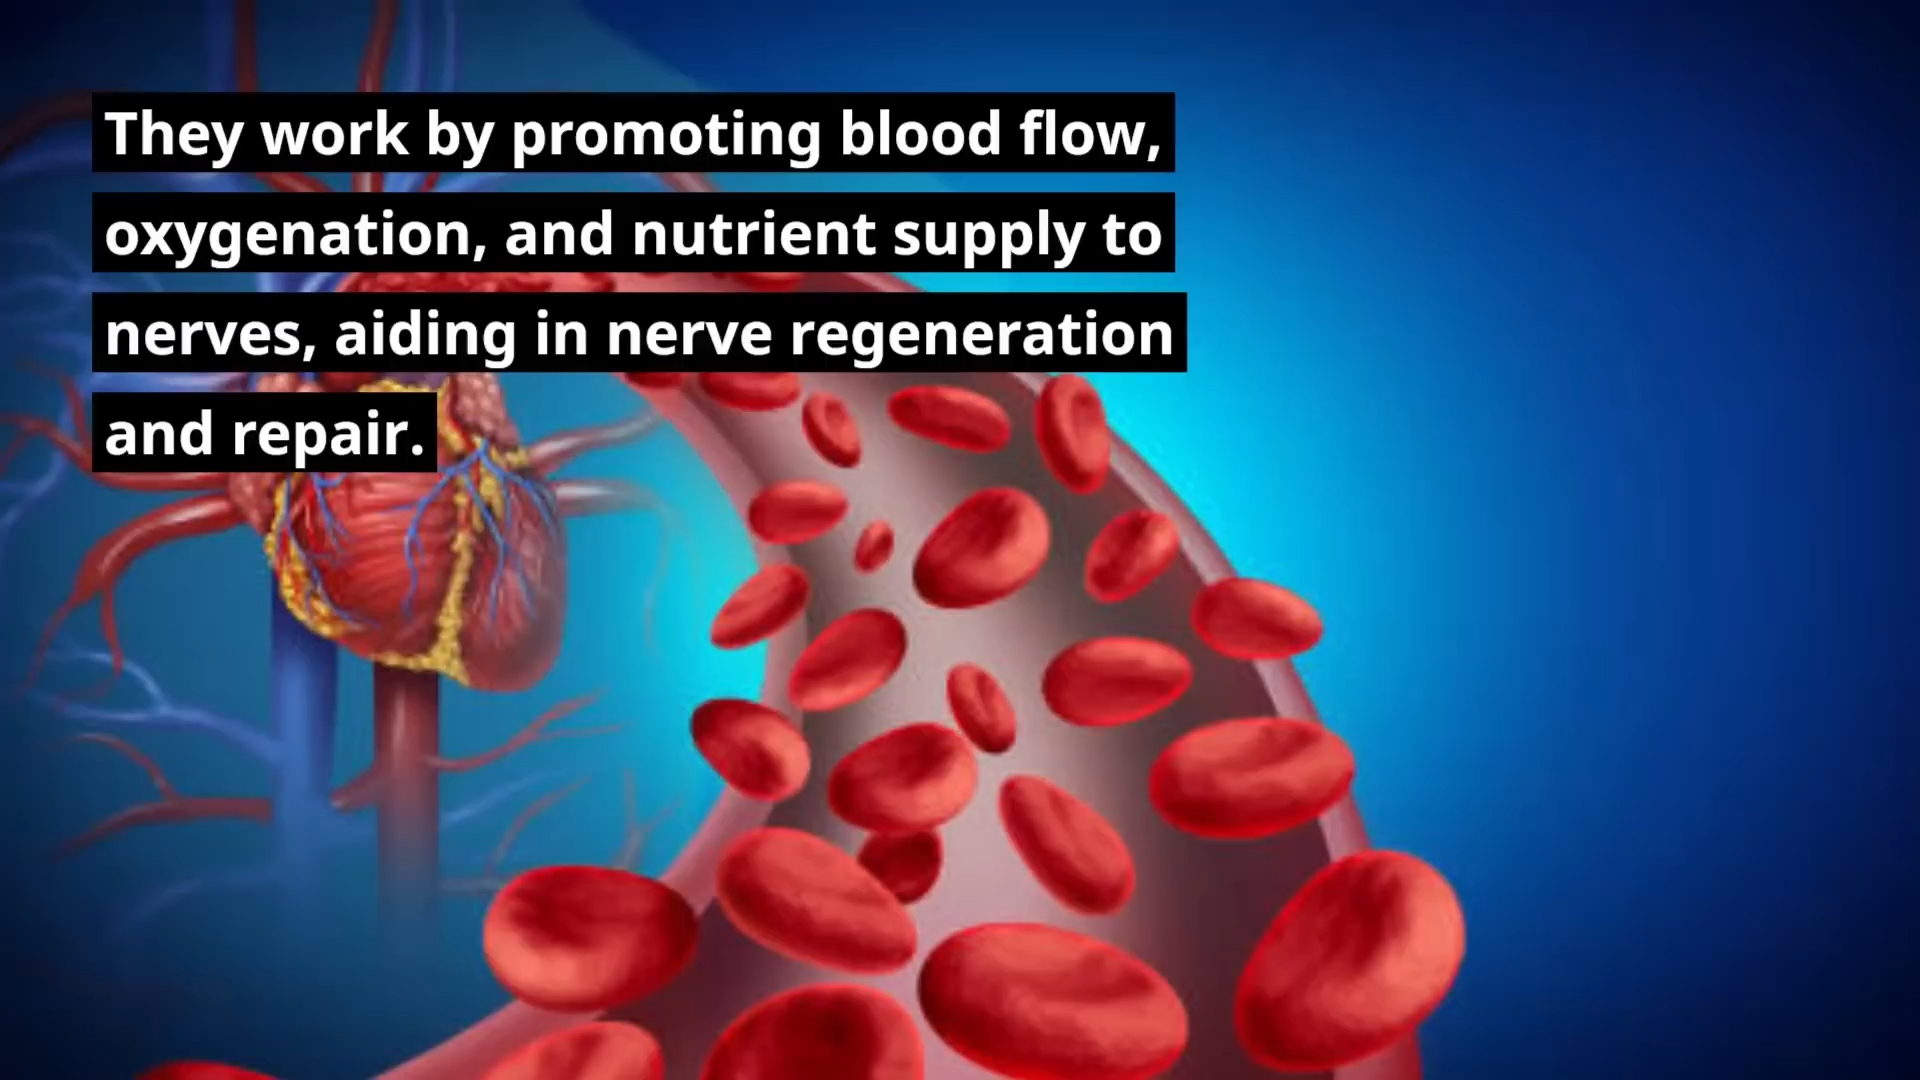 They work by promoting blood flow,
oxygenation, and nutrient supply to
nerves, aiding in nerve regeneration
and repair.